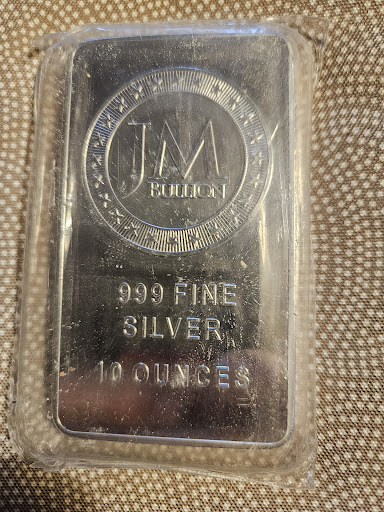 JM
BULLION
999 FINE
SILVER
10 OUNCES